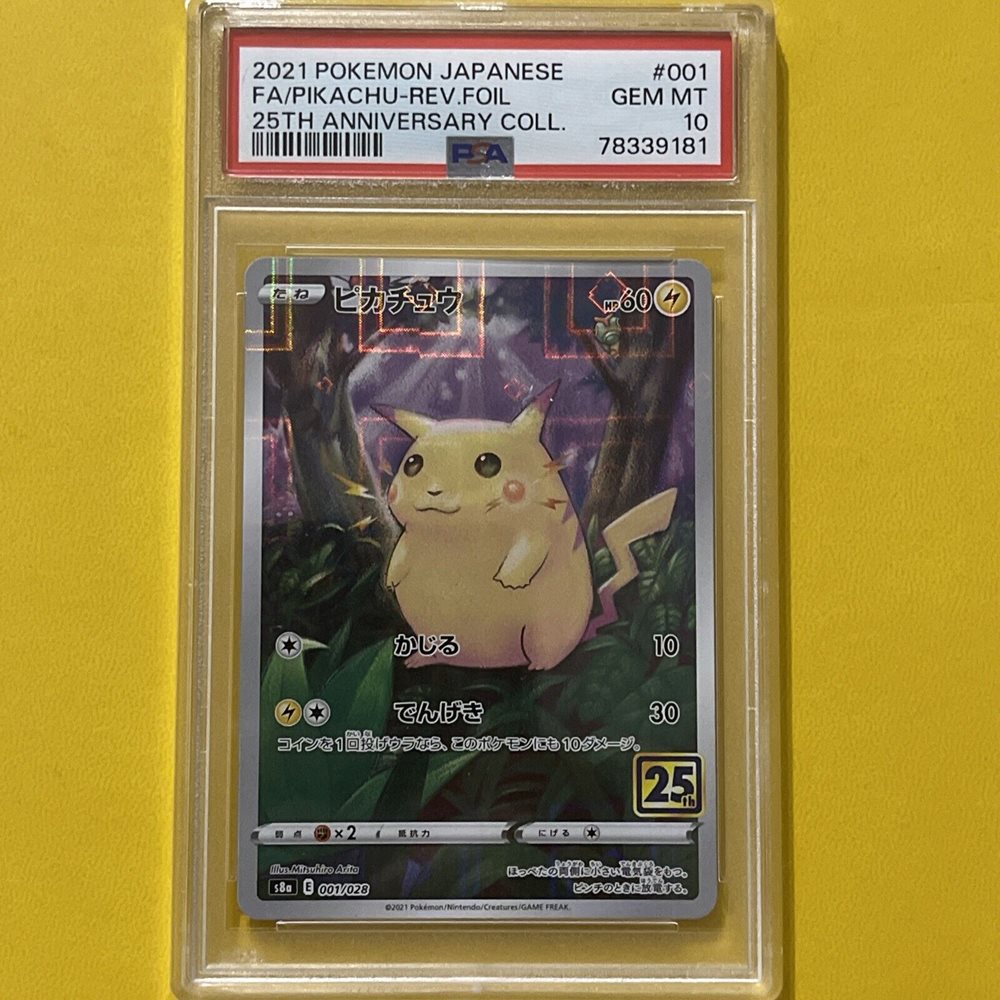 2021 POKEMON JAPANESE #001
FA/PIKACHU-REV.FOIL GEM MT
25TH ANNIVERSARY COLL. 10
PSA 78339181
たね ピカチュウ HP60
かじる 10
でんげき 30
コインを1回投げウラなら、このポケモンにも10ダメージ。
25th
弱点 ×2 抵抗力 にげる
Illus.Mitsuhiro Arita
ほっぺたの両側に小さい電気袋をもつ。
ピンチのときに放電する。
s8a E 001/028
©2021 Pokémon/Nintendo/Creatures/GAME FREAK.